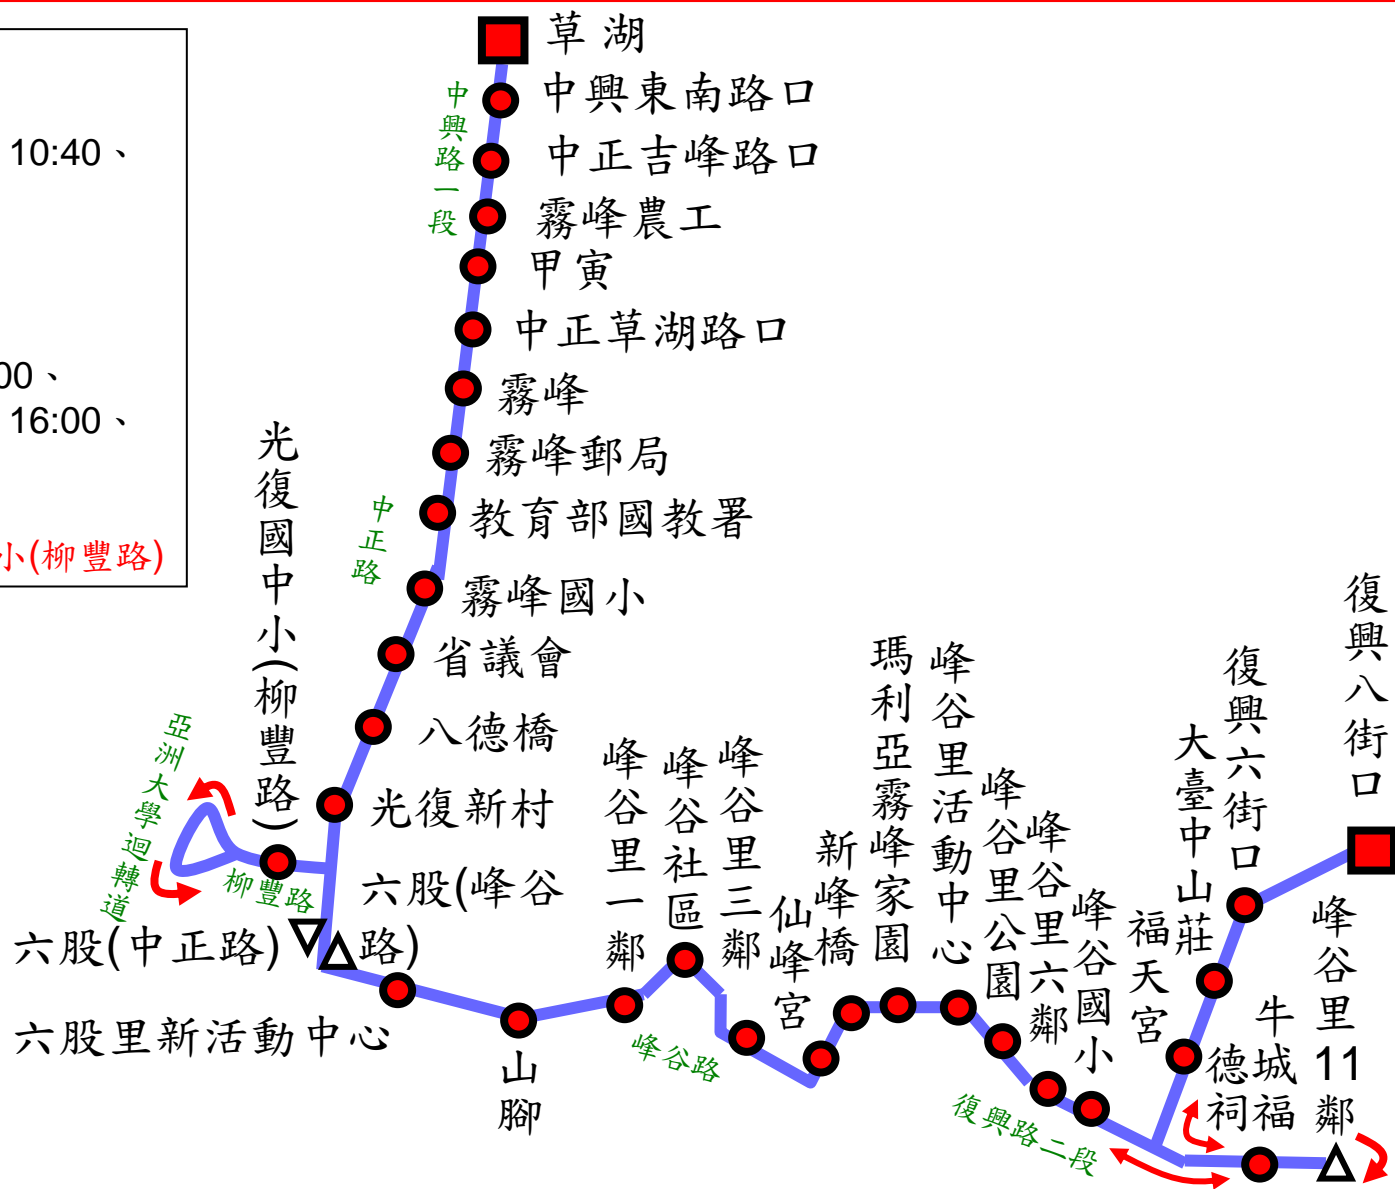 10:40、
00、
16:00、
小(柳豐路)
草湖
中興東南路口
中正吉峰路口
霧峰農工
甲寅
中正草湖路口
霧峰
霧峰郵局
教育部國教署
霧峰國小
省議會
八德橋
光復新村
中興路一段
中正路
光復國中小(柳豐路)
亞洲大學迴轉道
柳豐路
六股(中正路)
六股(峰谷
路)
六股里新活動中心
山腳
峰谷里一鄰
峰谷社區
峰谷里三鄰
峰谷路
仙峰宮
新峰橋
瑪利亞霧峰家園
峰谷里活動中心
峰谷里公園
峰谷里六鄰
峰谷國小
復興路二段
福天宮
大臺中山莊
復興六街口
復興八街口
牛城福
德祠
峰谷里11鄰